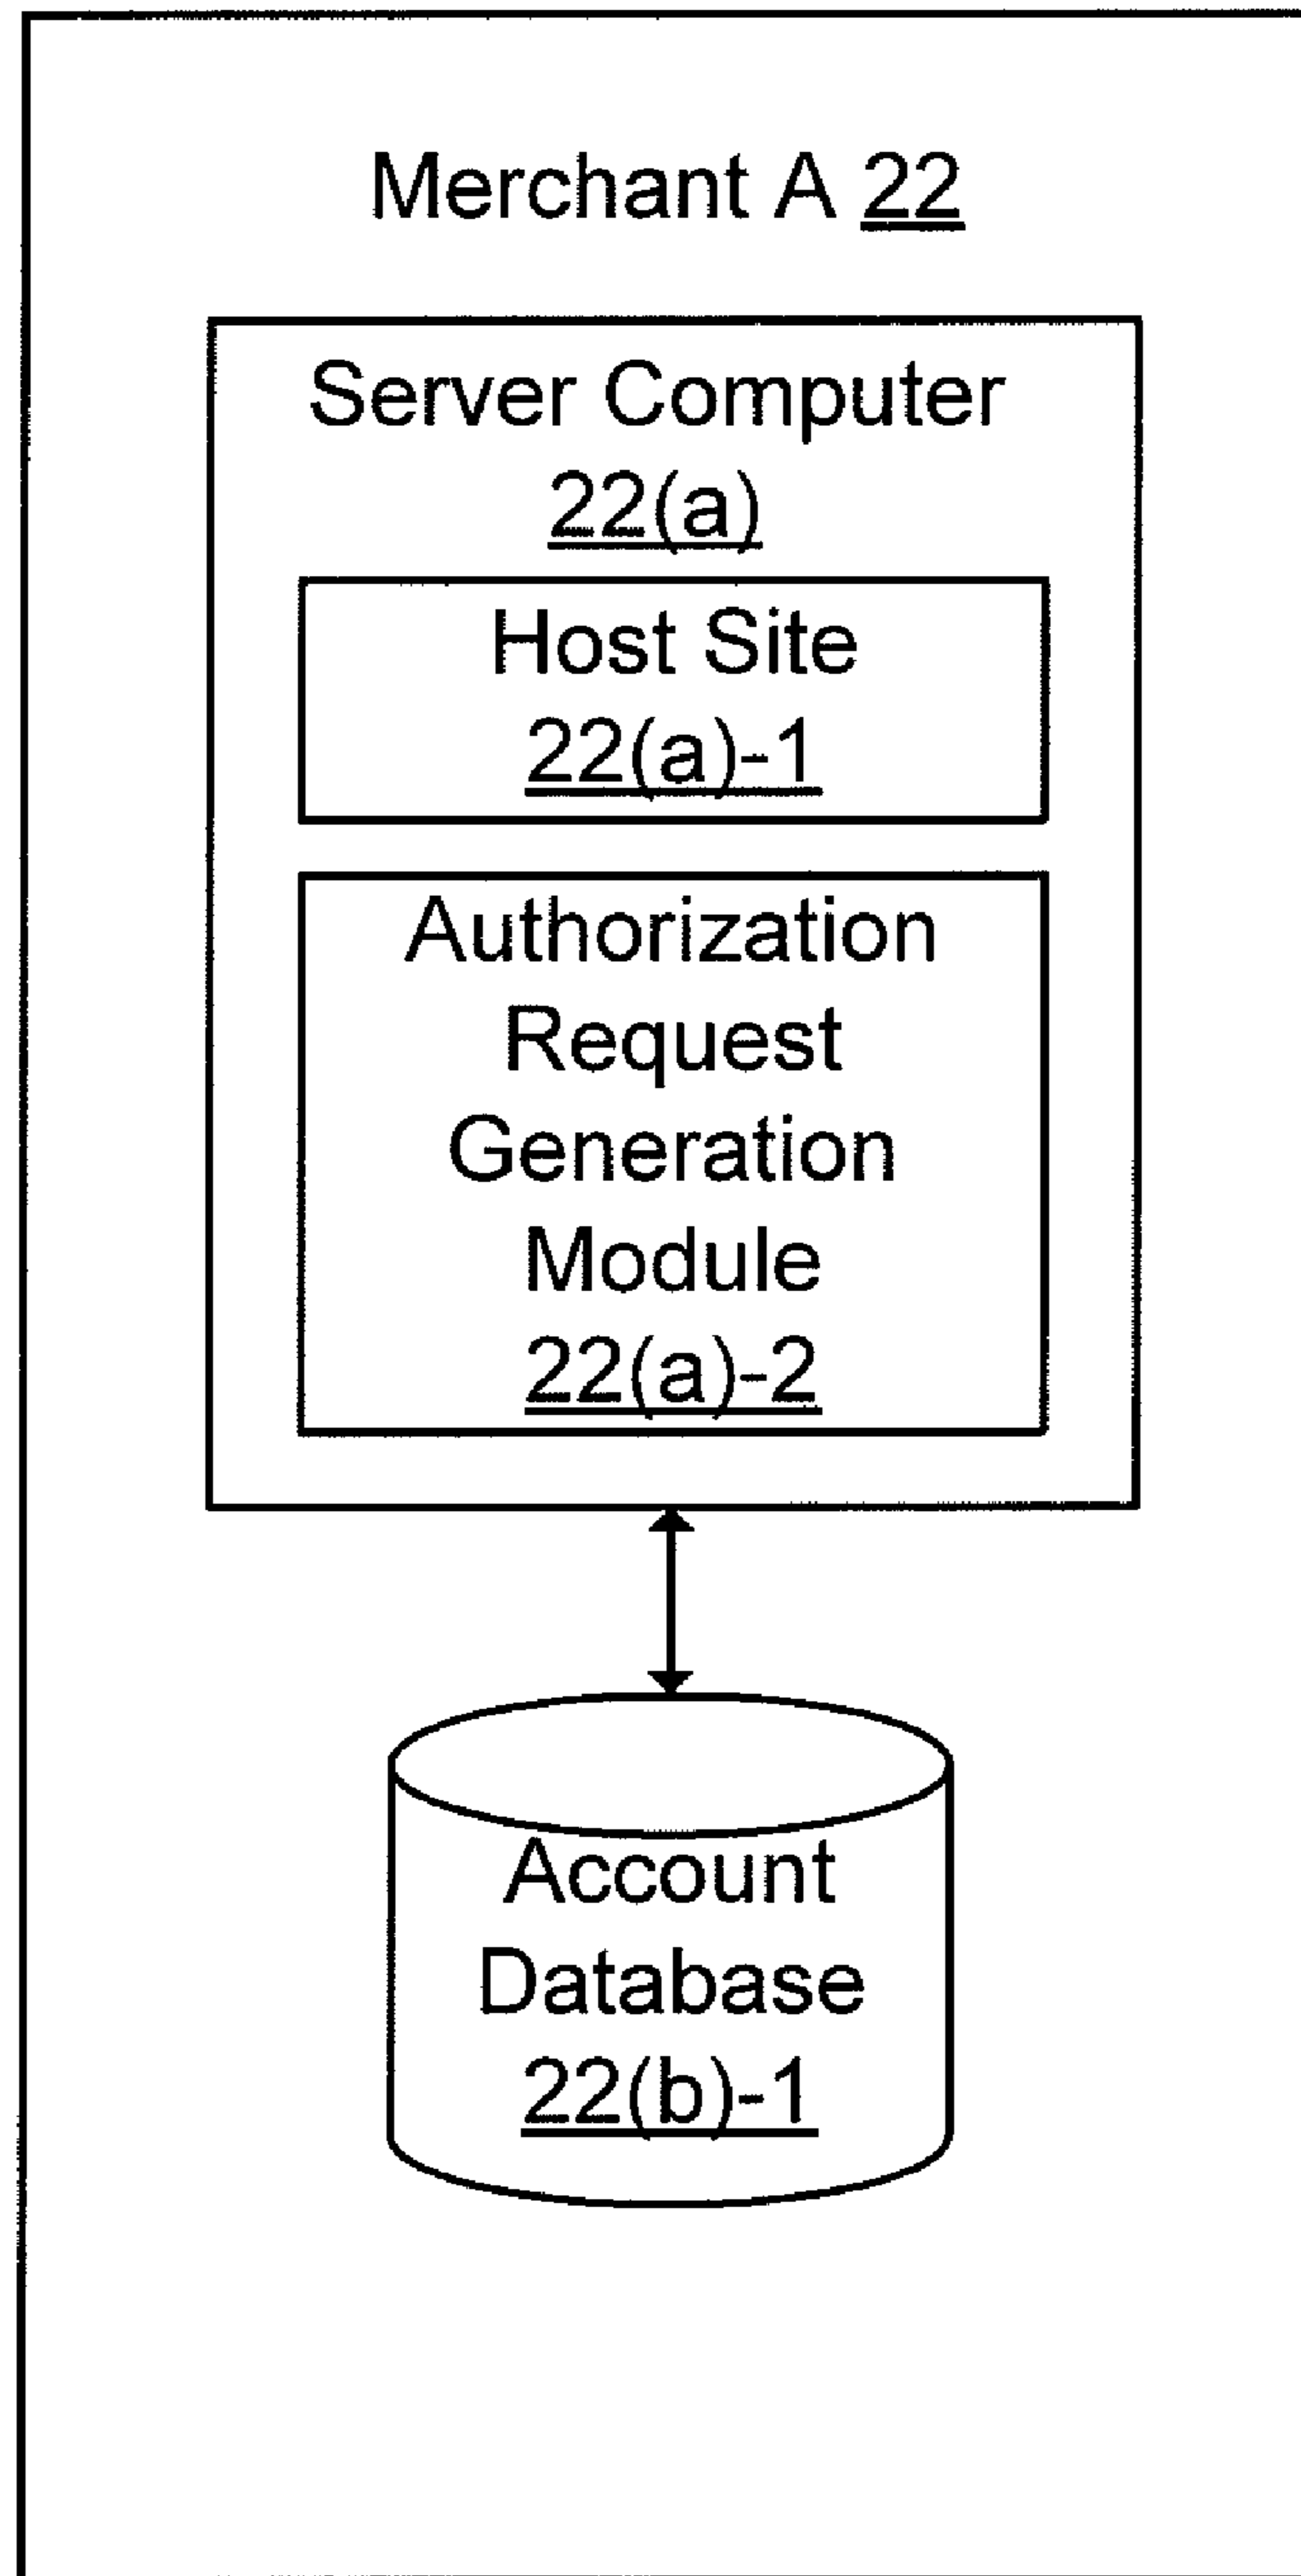 Merchant A 22
Server Computer
22(a)
Host Site
22(a)-1
Authorization
Request
Generation
Module
22(a)-2
Account
Database
22(b)-1